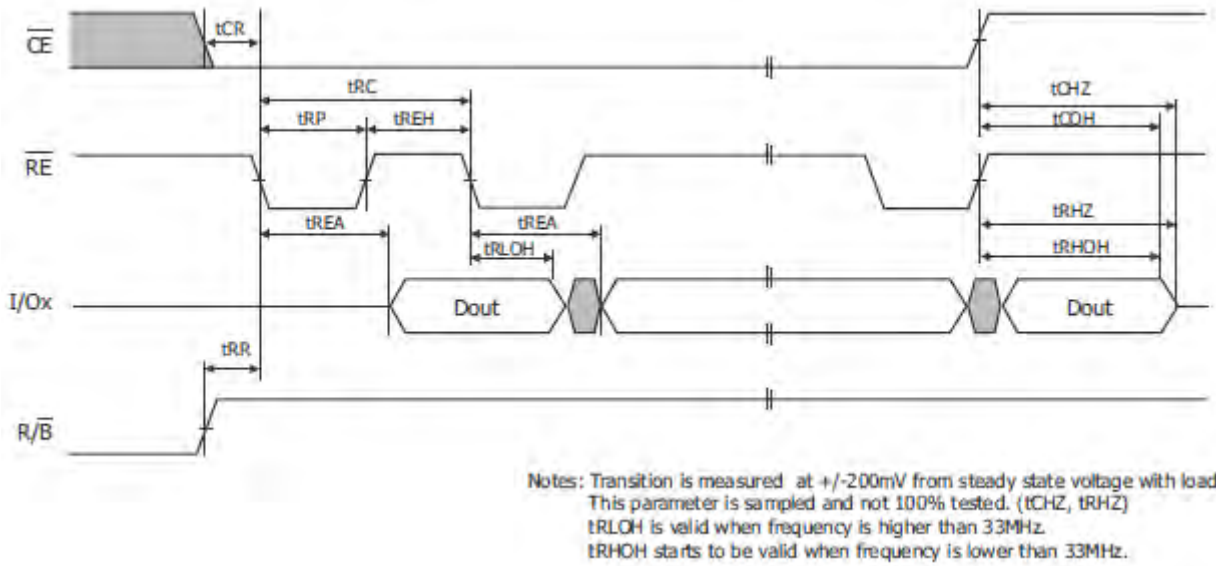 tCR
CE
tRC
tCHZ
tRP
tREH
tCOH
RE
tREA
tREA
tRHZ
tRLOH
tRHOH
I/Ox
Dout
Dout
tRR
R/B
Notes: Transition is measured at +/-200mV from steady state voltage with load
This parameter is sampled and not 100% tested. (tCHZ, tRHZ)
tRLOH is valid when frequency is higher than 33MHz.
tRHOH starts to be valid when frequency is lower than 33MHz.